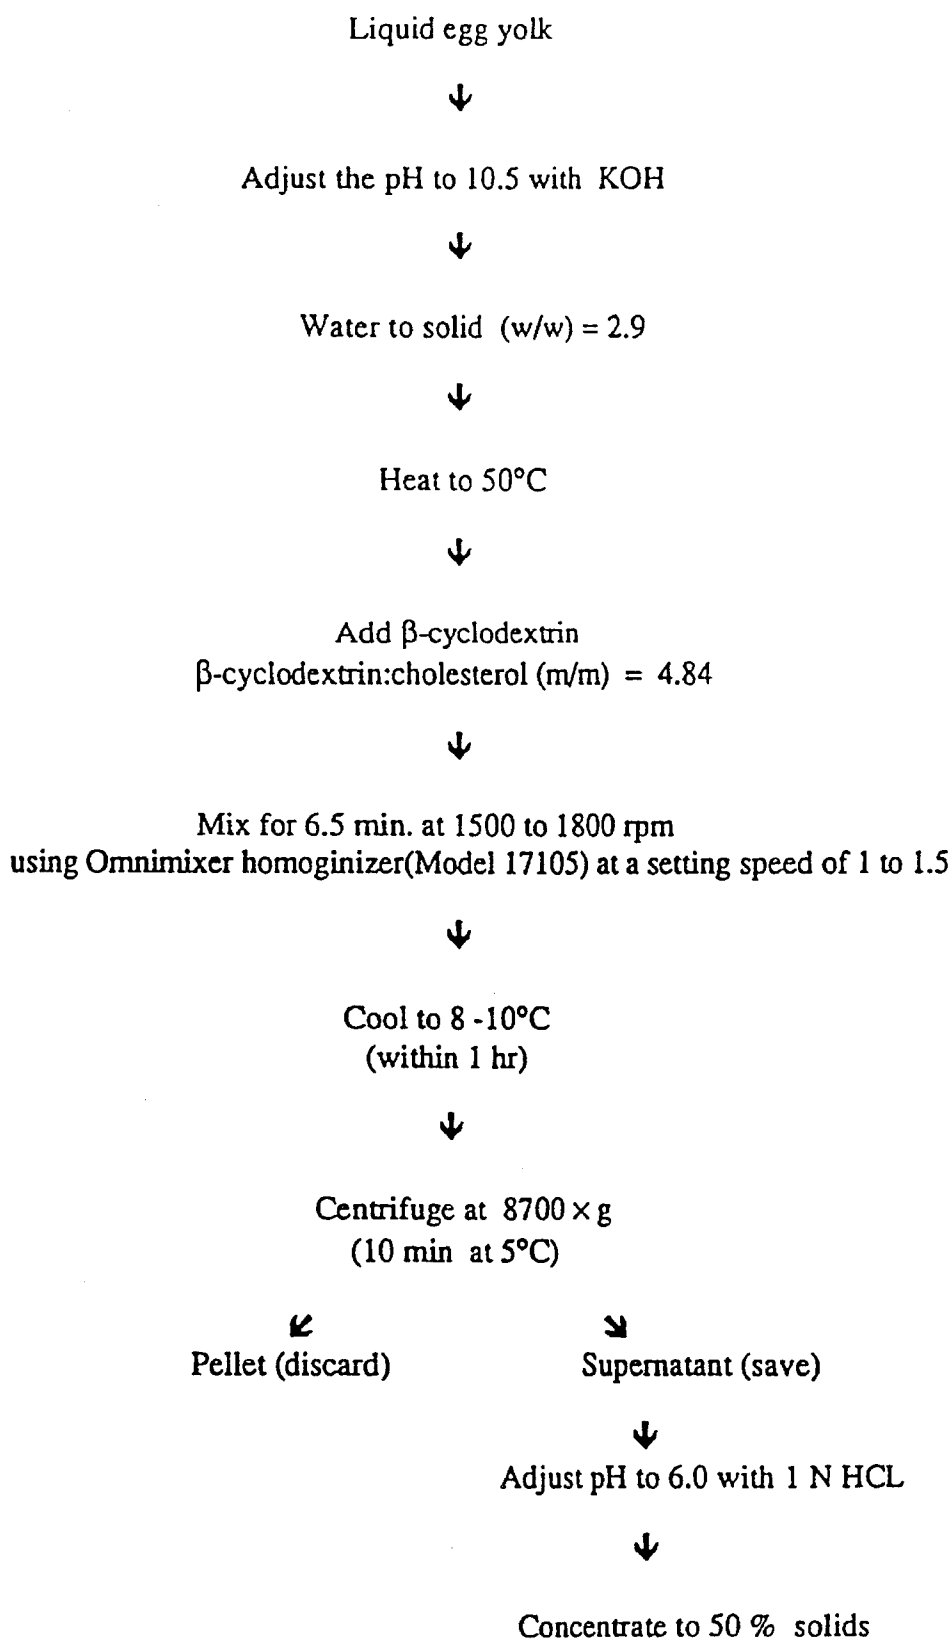 Liquid egg yolk
Adjust the pH to 10.5 with KOH
Water to solid (w/w) = 2.9
Heat to 50°C
Add β-cyclodextrin
β-cyclodextrin:cholesterol (m/m) = 4.84
Mix for 6.5 min. at 1500 to 1800 rpm
using Omnimixer homoginizer(Model 17105) at a setting speed of 1 to 1.5
Cool to 8 -10°C
(within 1 hr)
Centrifuge at 8700 × g
(10 min at 5°C)
Pellet (discard)
Supernatant (save)
Adjust pH to 6.0 with 1 N HCL
Concentrate to 50 % solids